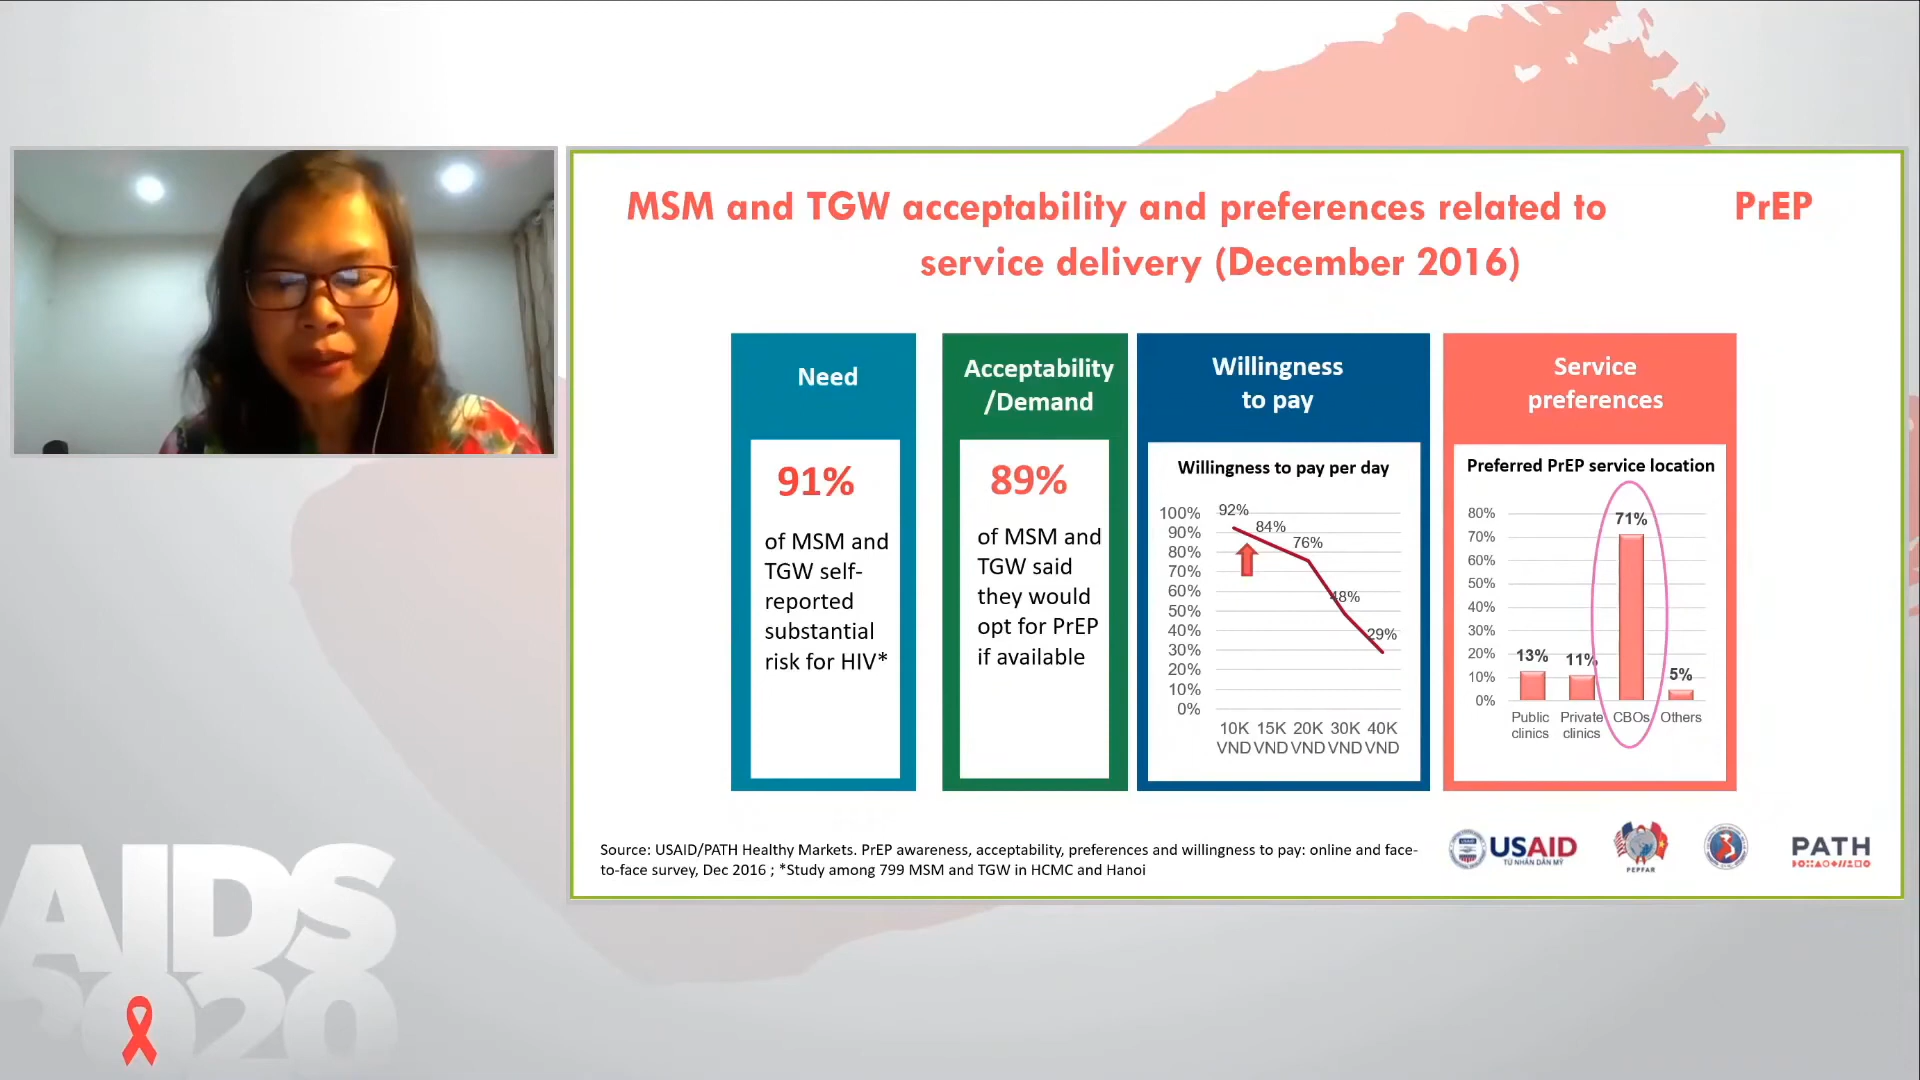 MSM and TGW acceptability and preferences related to PrEP
service delivery (December 2016)
Need
91%
of MSM and
TGW self-
reported
substantial
risk for HIV*
Acceptability
/Demand
89%
of MSM and
TGW said
they would
opt for PrEP
if available
Willingness
to pay
Willingness to pay per day
100%
90%
80%
70%
60%
50%
40%
30%
20%
10%
0%
92%
84%
76%
48%
29%
10K 15K 20K 30K 40K
VND VND VND VND VND
Service
preferences
Preferred PrEP service location
80%
70%
60%
50%
40%
30%
20%
10%
0%
13%
11%
71%
5%
Public clinics
Private clinics
CBOs
Others
Source: USAID/PATH Healthy Markets. PrEP awareness, acceptability, preferences and willingness to pay: online and face-
to-face survey, Dec 2016 ; *Study among 799 MSM and TGW in HCMC and Hanoi
USAID
TỪ NHÂN DÂN MỸ
PEPFAR
PATH
AIDS
2020